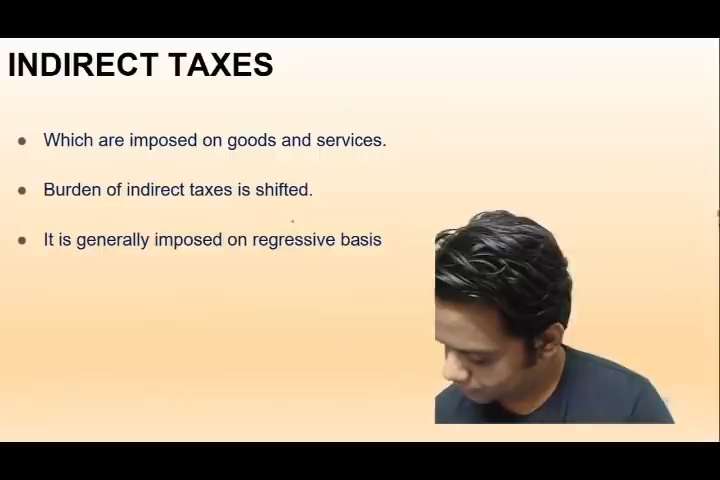 INDIRECT TAXES
Which are imposed on goods and services.
Burden of indirect taxes is shifted.
It is generally imposed on regressive basis